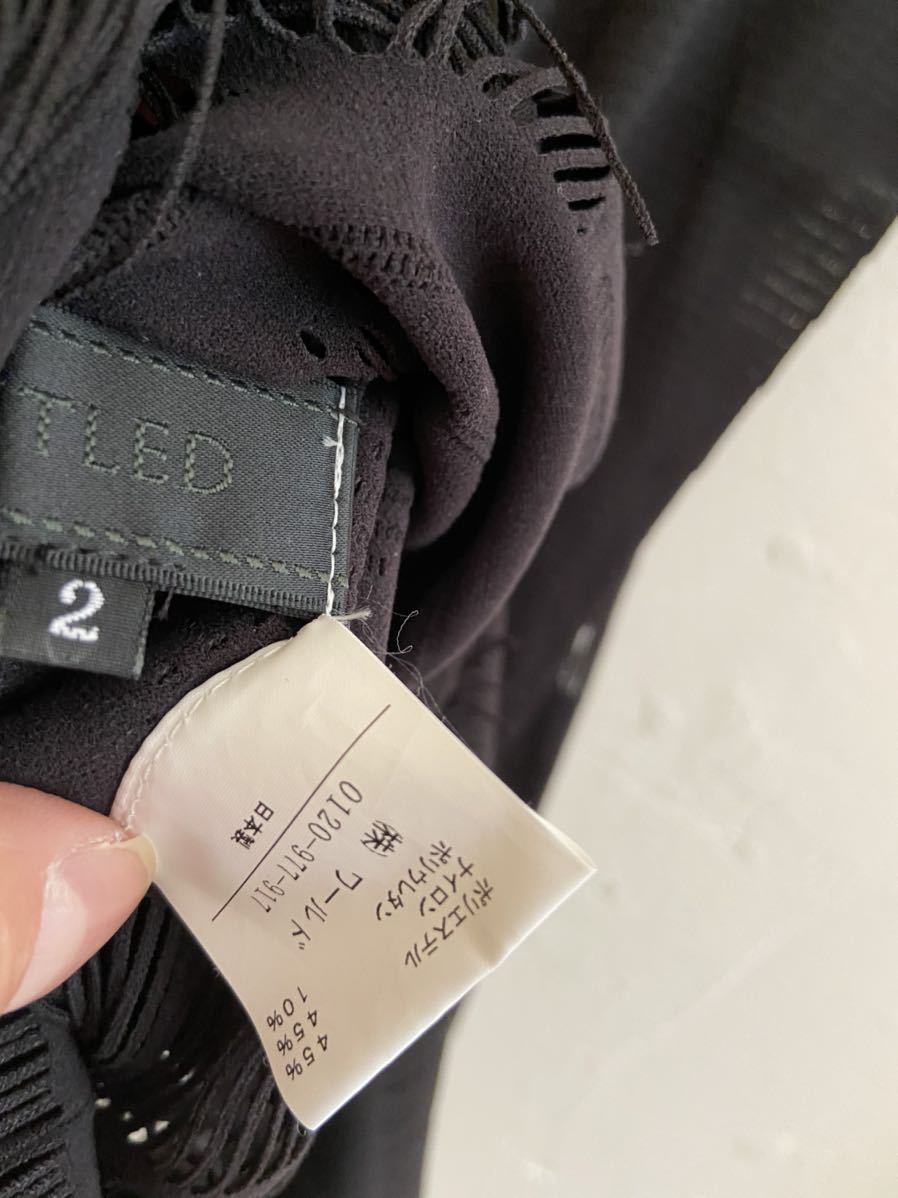 TLED
2
ポリエステル 45%
ナイロン 45%
ポリウレタン 10%
㈱ ワールド
0120-977-917
日本製